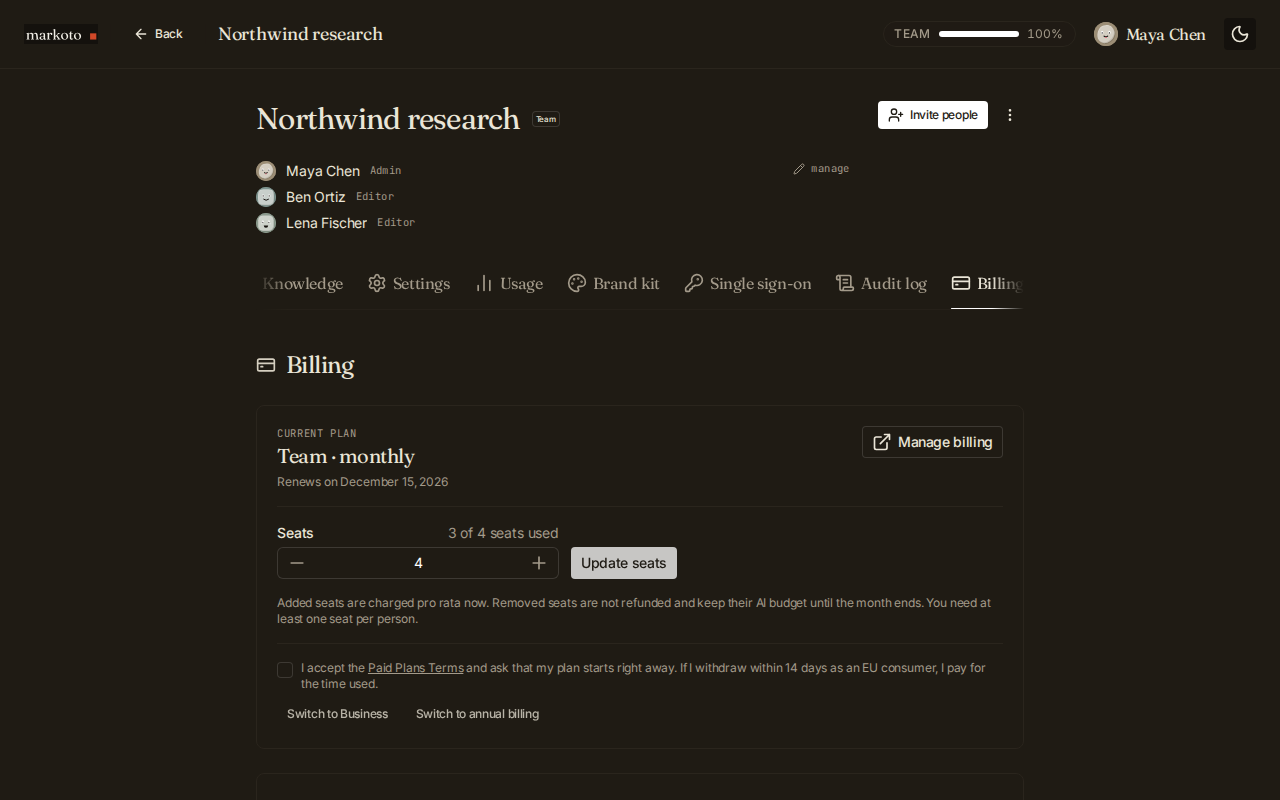 markoto
Back
Northwind research
TEAM 100%
Maya Chen
Northwind research Team
Invite people
Maya Chen Admin
manage
Ben Ortiz Editor
Lena Fischer Editor
Knowledge Settings Usage Brand kit Single sign-on Audit log Billing
Billing
CURRENT PLAN
Manage billing
Team · monthly
Renews on December 15, 2026
Seats 3 of 4 seats used
4
Update seats
Added seats are charged pro rata now. Removed seats are not refunded and keep their AI budget until the month ends. You need at
least one seat per person.
I accept the Paid Plans Terms and ask that my plan starts right away. If I withdraw within 14 days as an EU consumer, I pay for
the time used.
Switch to Business Switch to annual billing